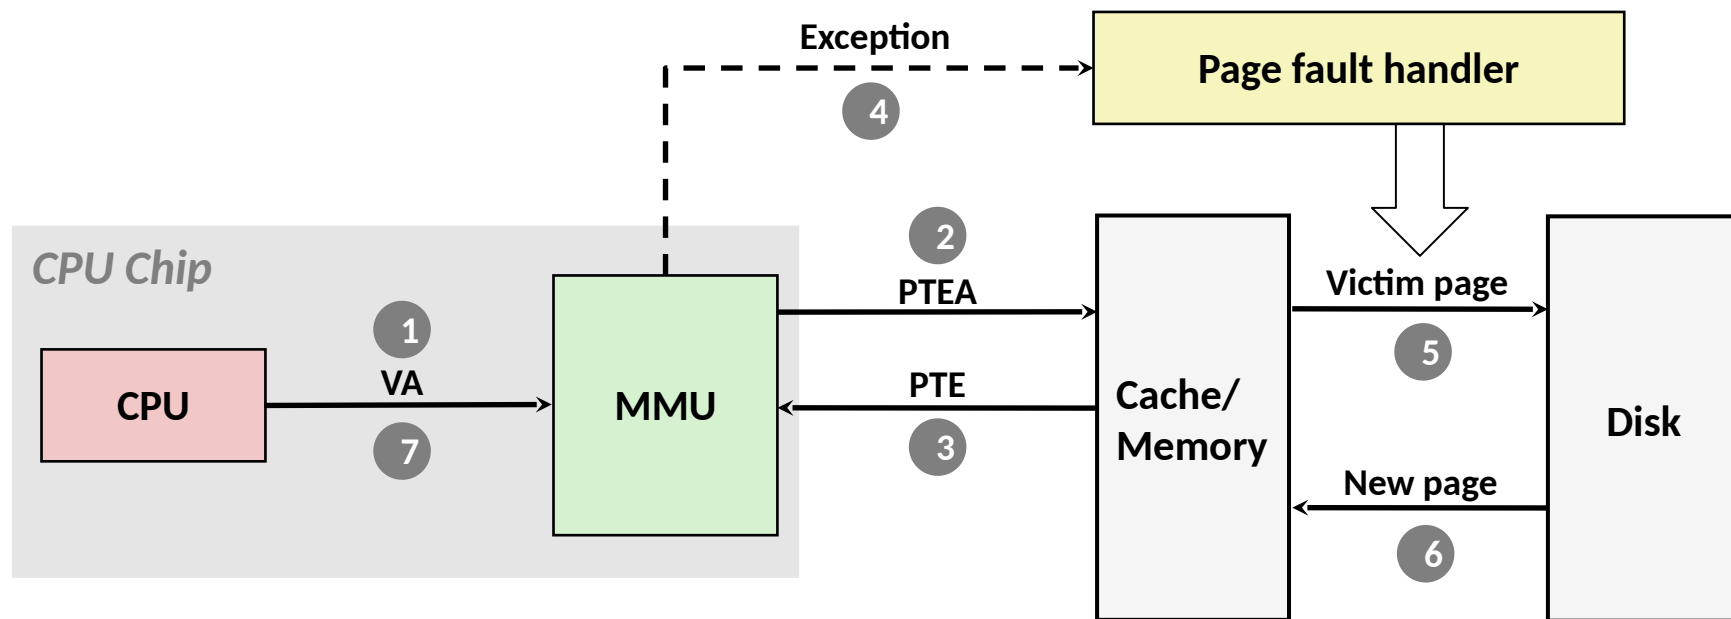 Exception
4
Page fault handler
CPU Chip
2
PTEA
1
VA
7
CPU
MMU
PTE
3
Cache/
Memory
Victim page
5
Disk
New page
6